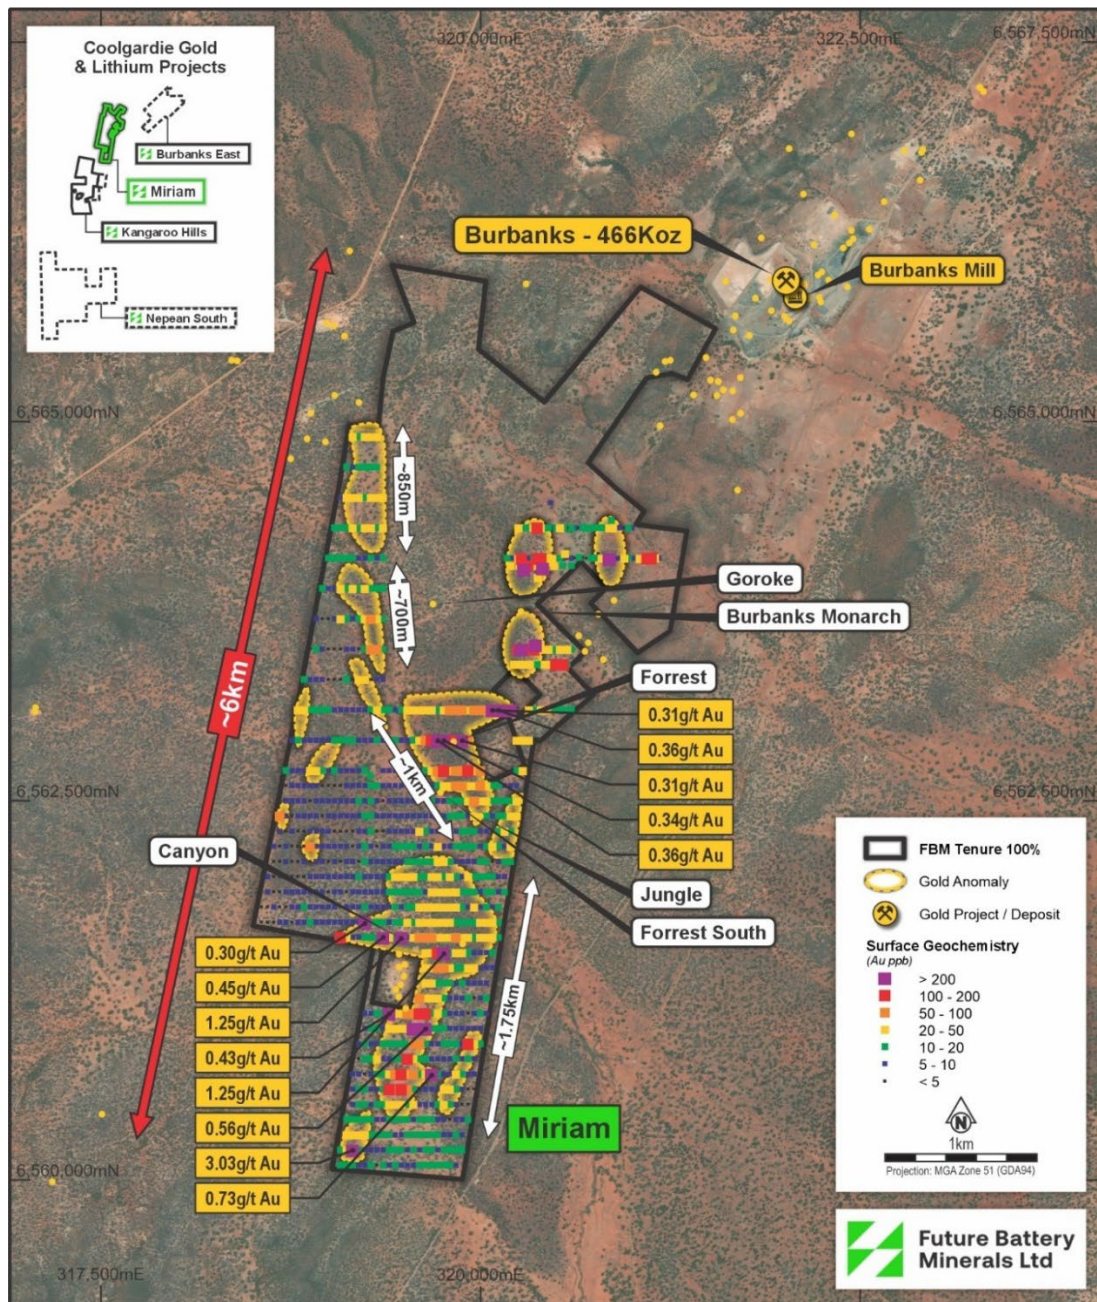 320,000mE
322,500mE
6,567,500mN
Coolgardie Gold
& Lithium Projects
Burbanks East
Miriam
Kangaroo Hills
Nepean South
Burbanks - 466Koz
Burbanks Mill
6,565,000mN
6,565,000mN
~850m
~700m
~6km
Goroke
Burbanks Monarch
Forrest
0.31g/t Au
0.36g/t Au
0.31g/t Au
0.34g/t Au
0.36g/t Au
~1km
6,562,500mN
6,562,500mN
Canyon
Jungle
Forrest South
0.30g/t Au
0.45g/t Au
1.25g/t Au
0.43g/t Au
1.25g/t Au
0.56g/t Au
3.03g/t Au
0.73g/t Au
~1.75km
Miriam
FBM Tenure 100%
Gold Anomaly
Gold Project / Deposit
Surface Geochemistry
(Au ppb)
> 200
100 - 200
50 - 100
20 - 50
10 - 20
5 - 10
< 5
N
1km
Projection: MGA Zone 51 (GDA94)
6,560,000mN
317,500mE
320,000mE
Future Battery
Minerals Ltd